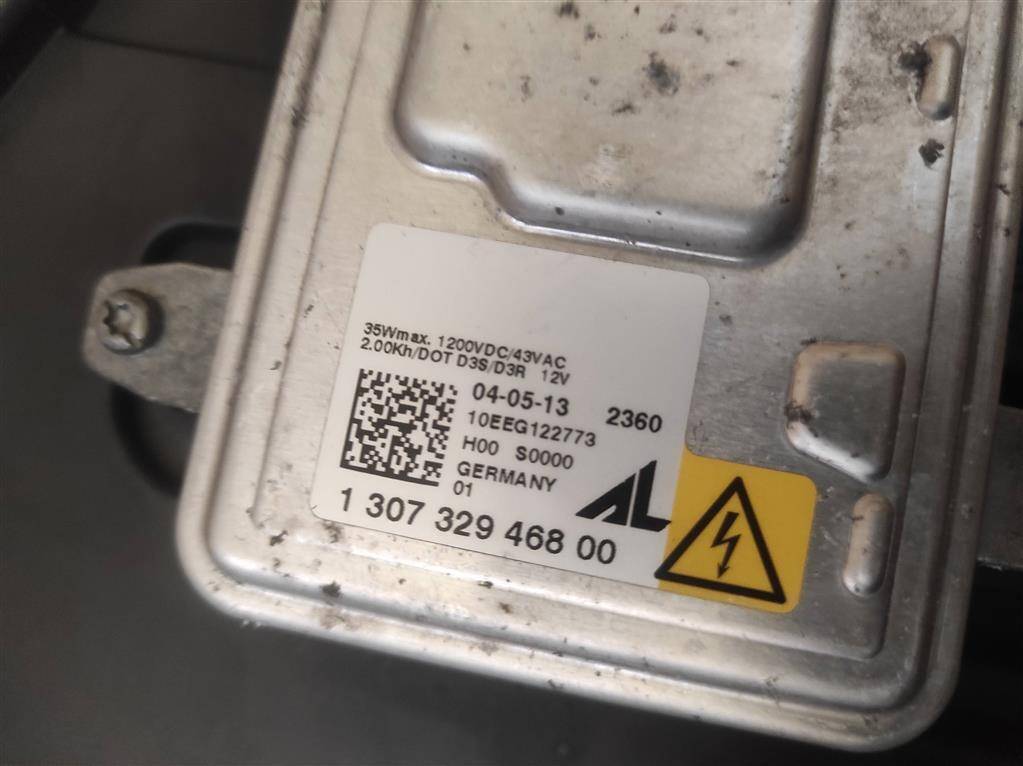 35Wmax. 1200VDC/43VAC
2.00Kh/DOT D3S/D3R 12V
04-05-13 2360
10EEG122773
H00 S0000
GERMANY
01
AL
1 307 329 468 00